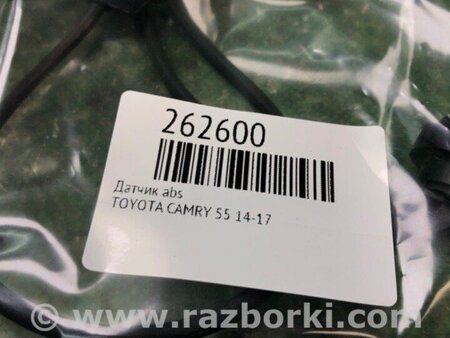 262600
Датчик abs
TOYOTA CAMRY 55 14-17
© www.razborki.com